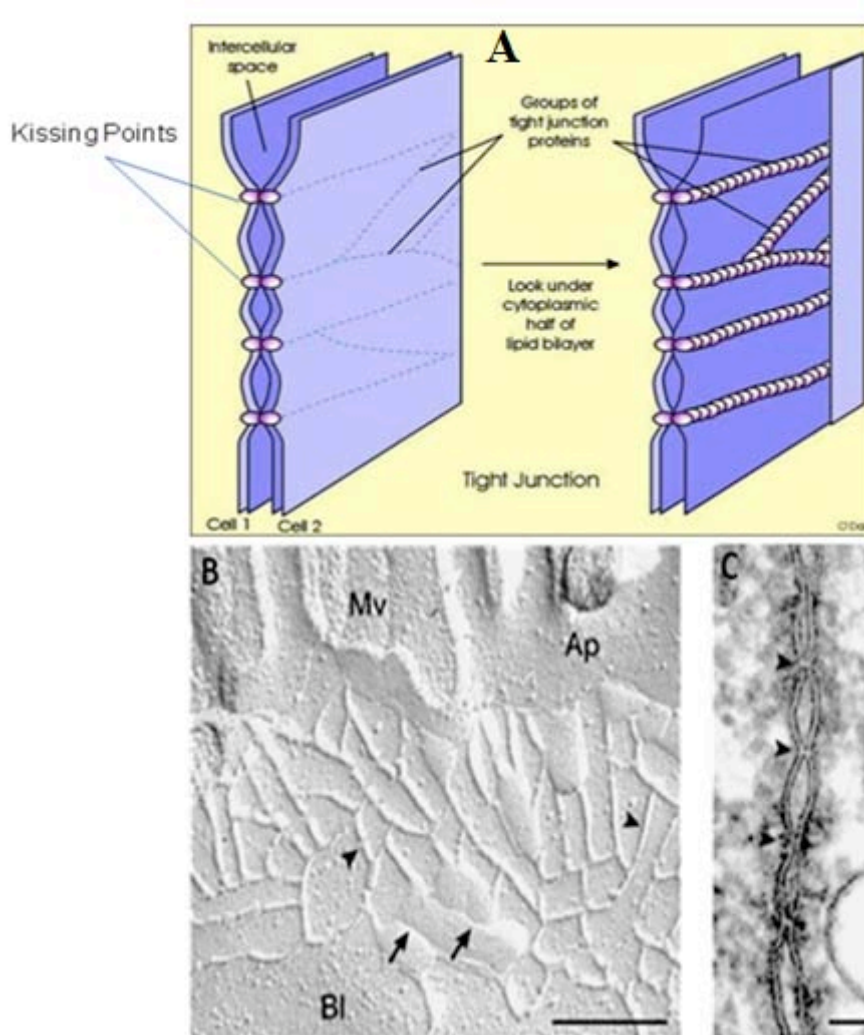 A
Intercellular
space
Kissing Points
Groups of
tight junction
proteins
Look under
cytoplasmic
half of
lipid bilayer
Tight Junction
Cell 1 Cell 2
B
Mv
Ap
Bl
C